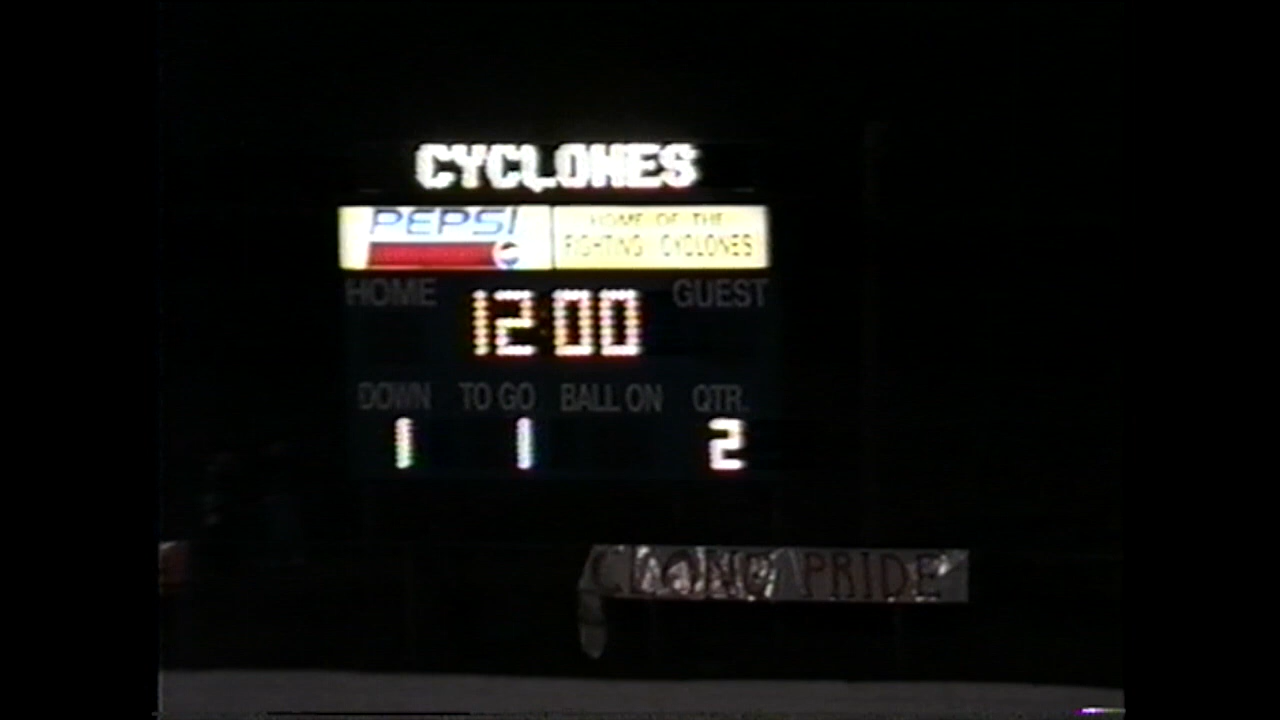 CYCLONES
PEPSI
HOME OF THE
FIGHTING CYCLONES
HOME 12:00 GUEST
DOWN TO GO BALL ON QTR.
1 1 2
PRIDE